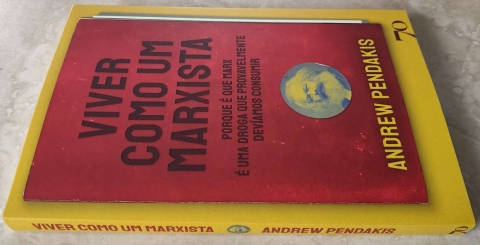 VIVER
COMO UM
MARXISTA
PORQUE É QUE MARX
É UMA DROGA QUE PROVAVELMENTE
DEVÍAMOS CONSUMIR
ANDREW PENDAKIS
70
VIVER COMO UM MARXISTA ANDREW PENDAKIS